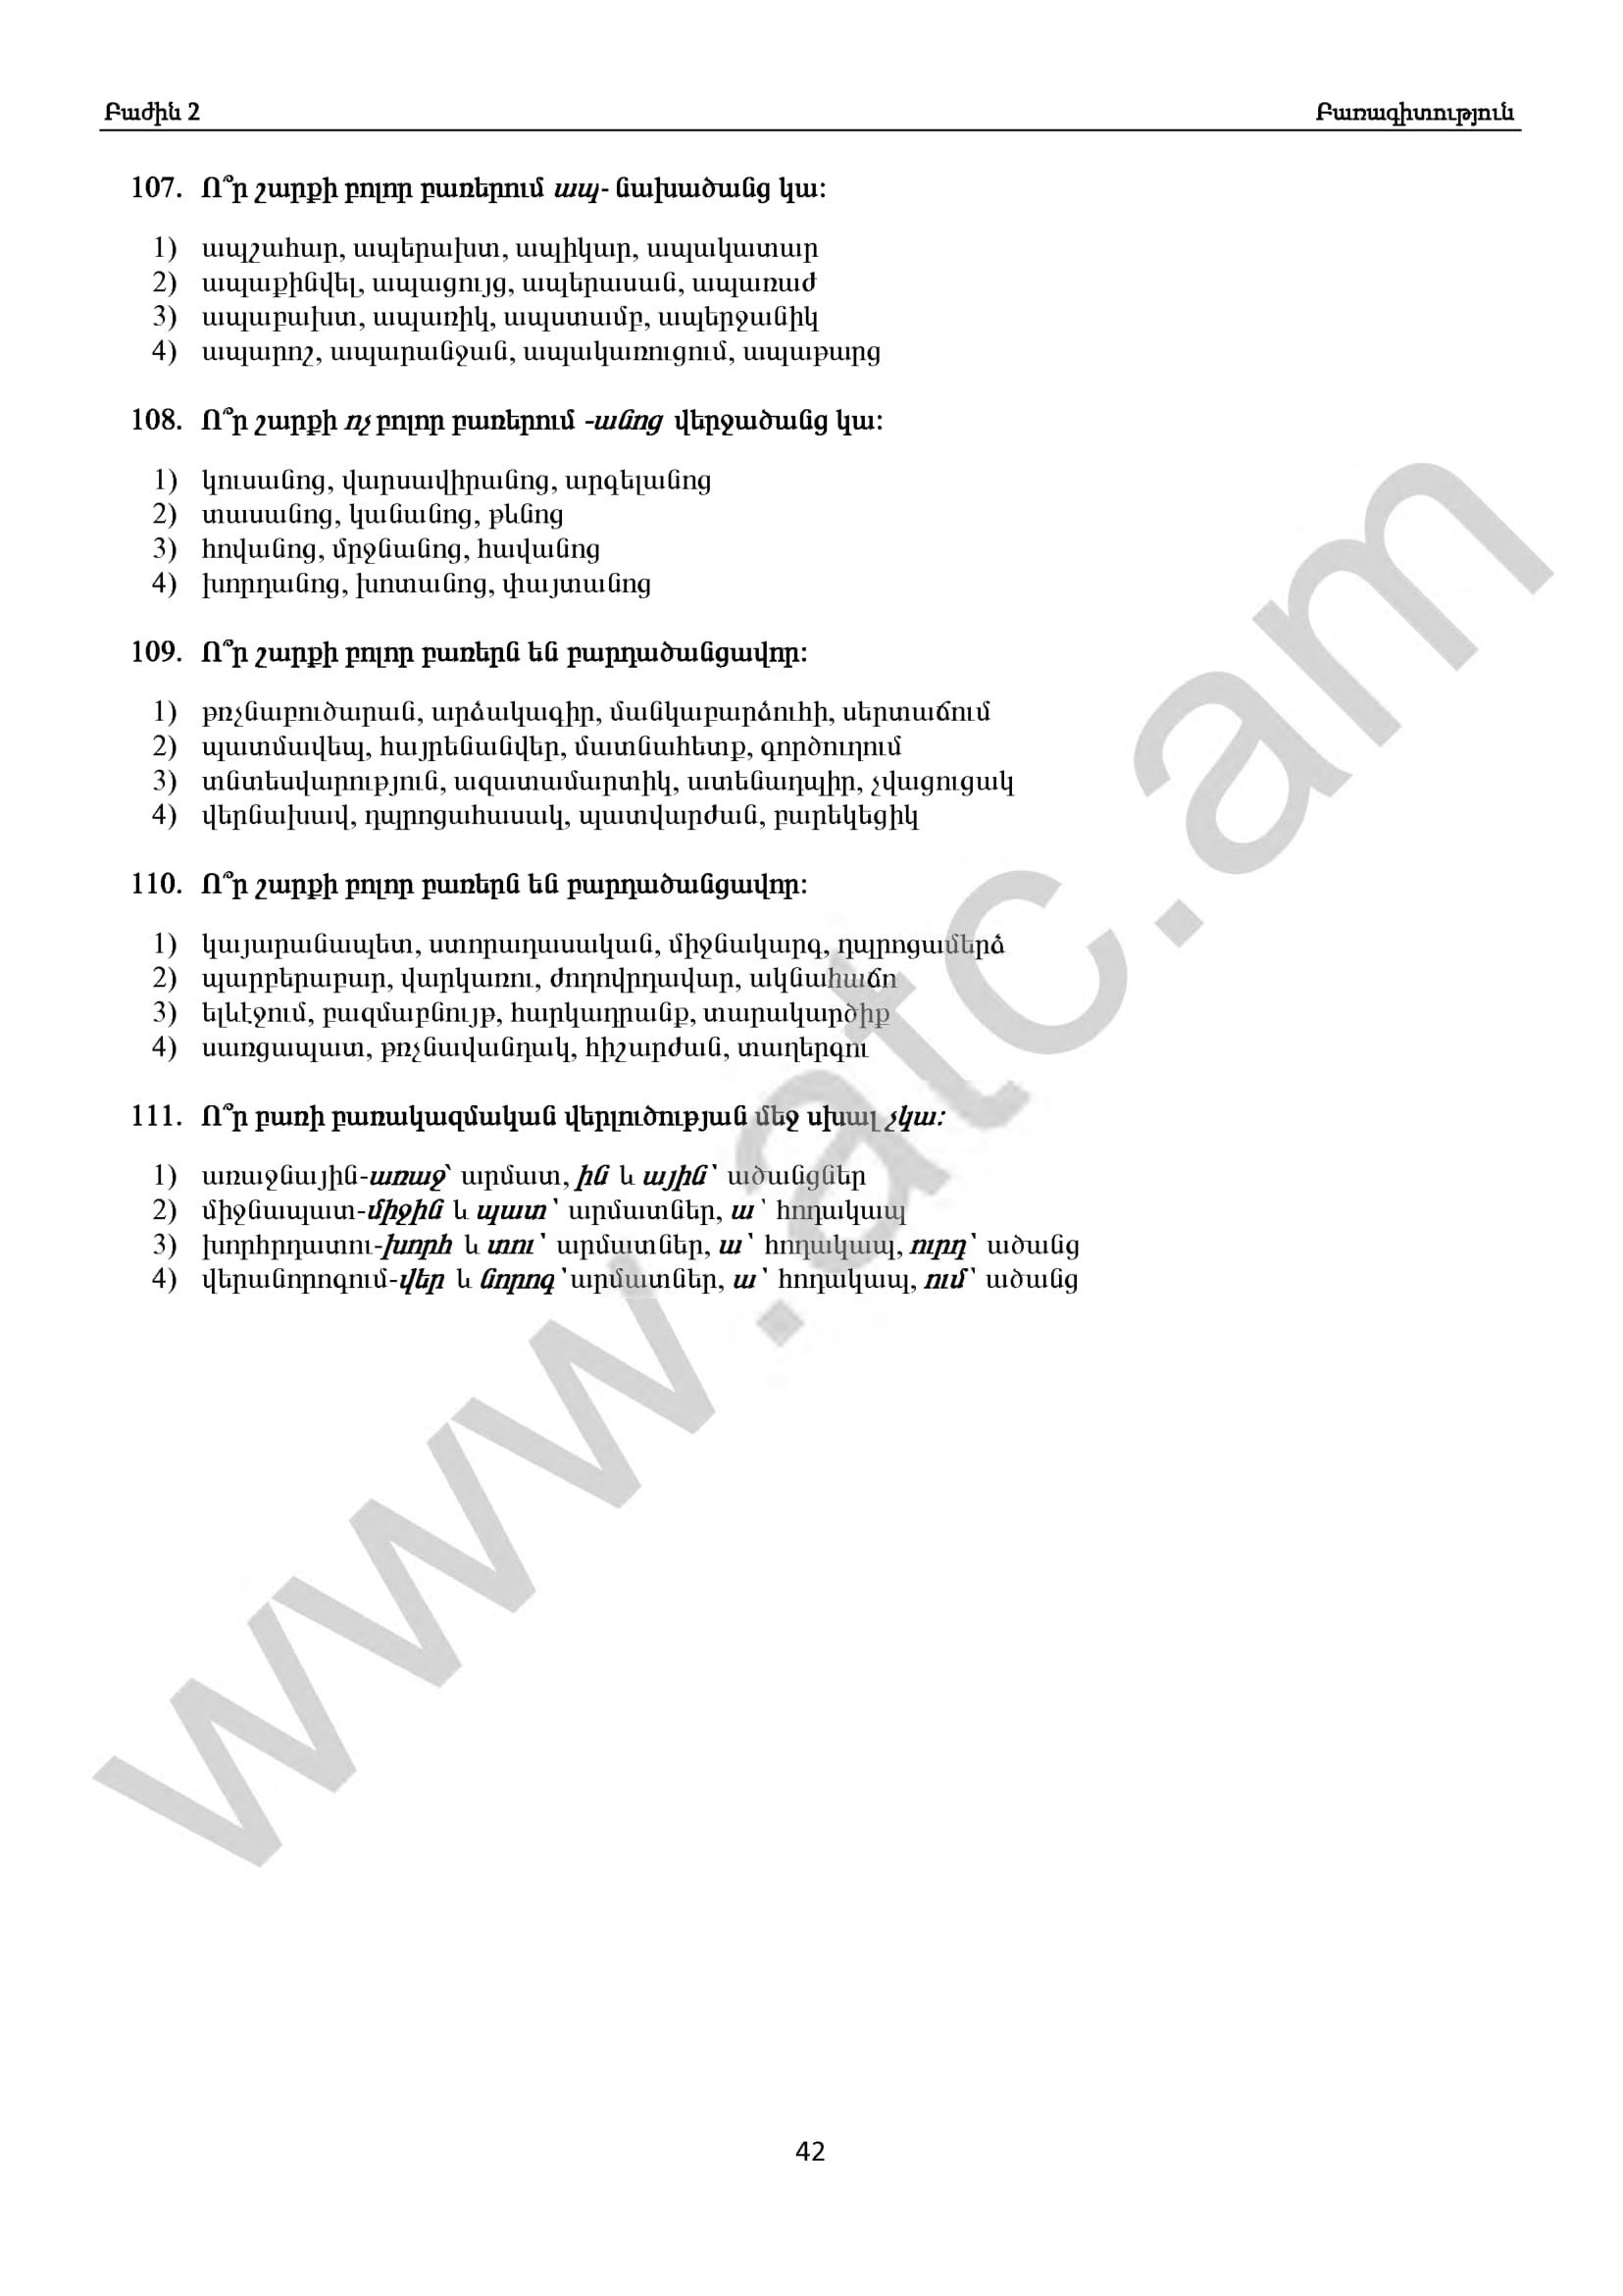 Բաժին 2 Բառագիտություն
107. Ո՞ր շարքի բոլոր բառերում ապ- նախածանց կա:
1) ապշահար, ապերախտ, ապիկար, ապակատար
2) ապաքինվել, ապացույց, ապերասան, ապառաժ
3) ապաբախտ, ապառիկ, ապստամբ, ապերջանիկ
4) ապարոշ, ապարանջան, ապակառուցում, ապաթարց
108. Ո՞ր շարքի ոչ բոլոր բառերում -անոց վերջածանց կա:
1) կուսանոց, վարսավիրանոց, արգելանոց
2) տասանոց, կանանոց, թևնոց
3) հովանոց, մրջնանոց, հավանոց
4) խորդանոց, խոտանոց, փայտանոց
109. Ո՞ր շարքի բոլոր բառերն են բարդածանցավոր:
1) թռչնաբուծարան, արձակագիր, մանկաբարձուհի, սերտաճում
2) պատմավեպ, հայրենանվեր, մատնահետք, գործուղում
3) տնտեսվարություն, ազատամարտիկ, ատենադպիր, չվացուցակ
4) վերնախավ, դպրոցահասակ, պատվարժան, բարեկեցիկ
110. Ո՞ր շարքի բոլոր բառերն են բարդածանցավոր:
1) կայարանապետ, ստորադասական, միջնակարգ, դպրոցամերձ
2) պարբերաբար, վարկառու, ժողովրդավար, ակնահաճո
3) ելևէջում, բազմաբնույթ, հարկադրանք, տարակարծիք
4) սառցապատ, թռչնավանդակ, հիշարժան, տաղերգու
111. Ո՞ր բառի բառակազմական վերլուծության մեջ սխալ չկա:
1) առաջնային-առաջ՝ արմատ, ին և ային՝ ածանցներ
2) միջնապատ-միջին և պատ՝ արմատներ, ա՝ հոդակապ
3) խորհրդատու-խորհ և տու՝ արմատներ, ա՝ հոդակապ, ուրդ՝ ածանց
4) վերանորոգում-վեր և նորոգ՝արմատներ, ա՝ հոդակապ, ում՝ ածանց
www.atc.am
42